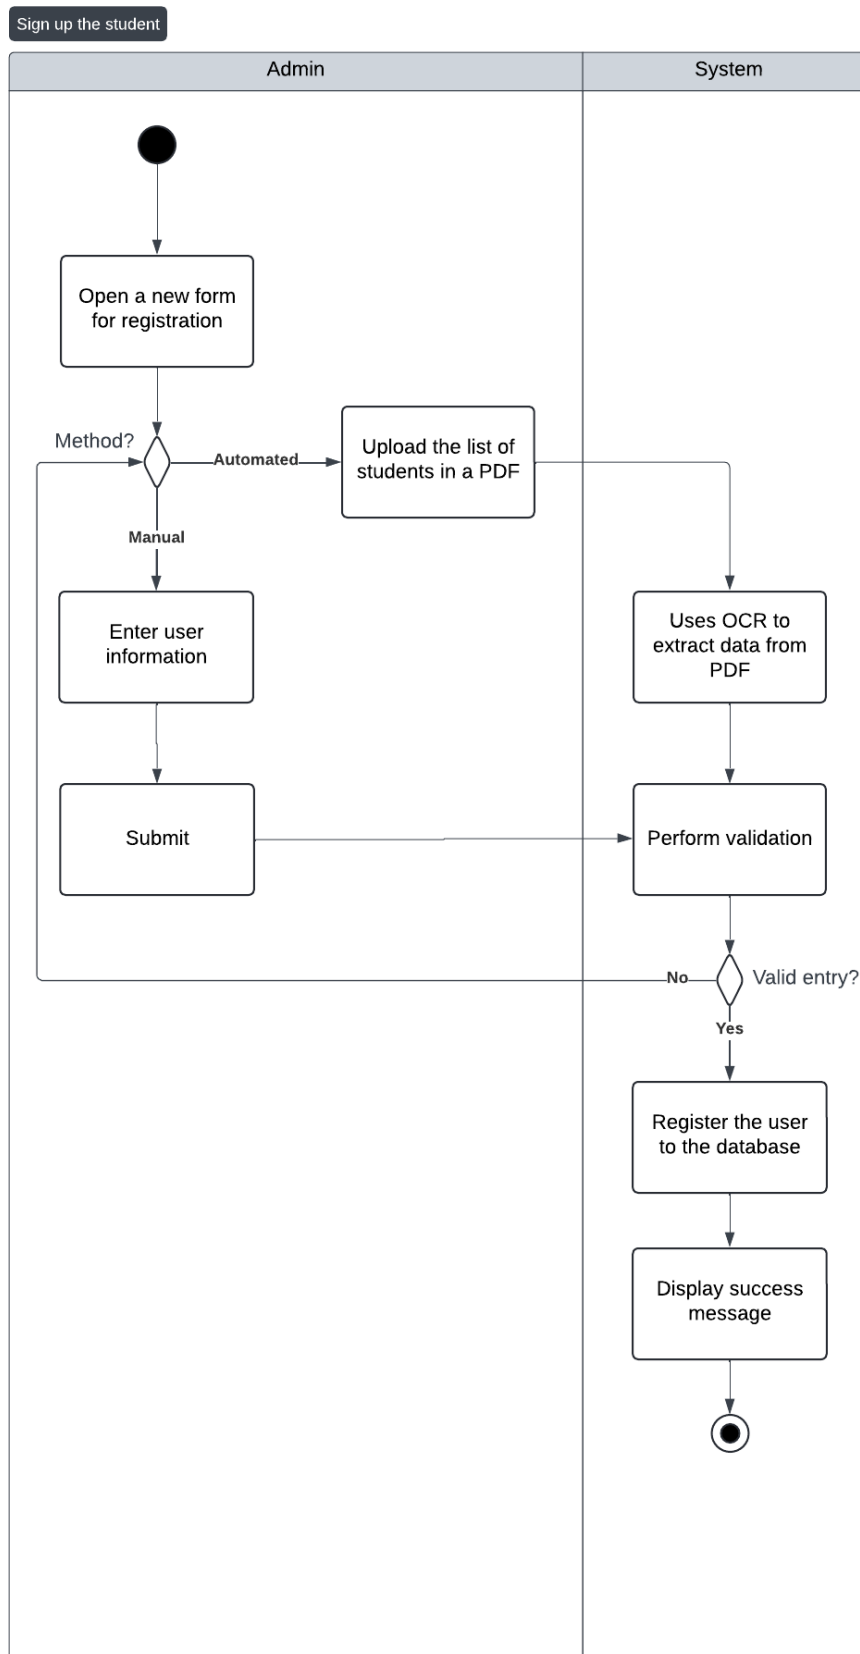 Sign up the student
Admin
System
Open a new form
for registration
Method?
Automated
Upload the list of
students in a PDF
Manual
Enter user
information
Uses OCR to
extract data from
PDF
Submit
Perform validation
No
Valid entry?
Yes
Register the user
to the database
Display success
message